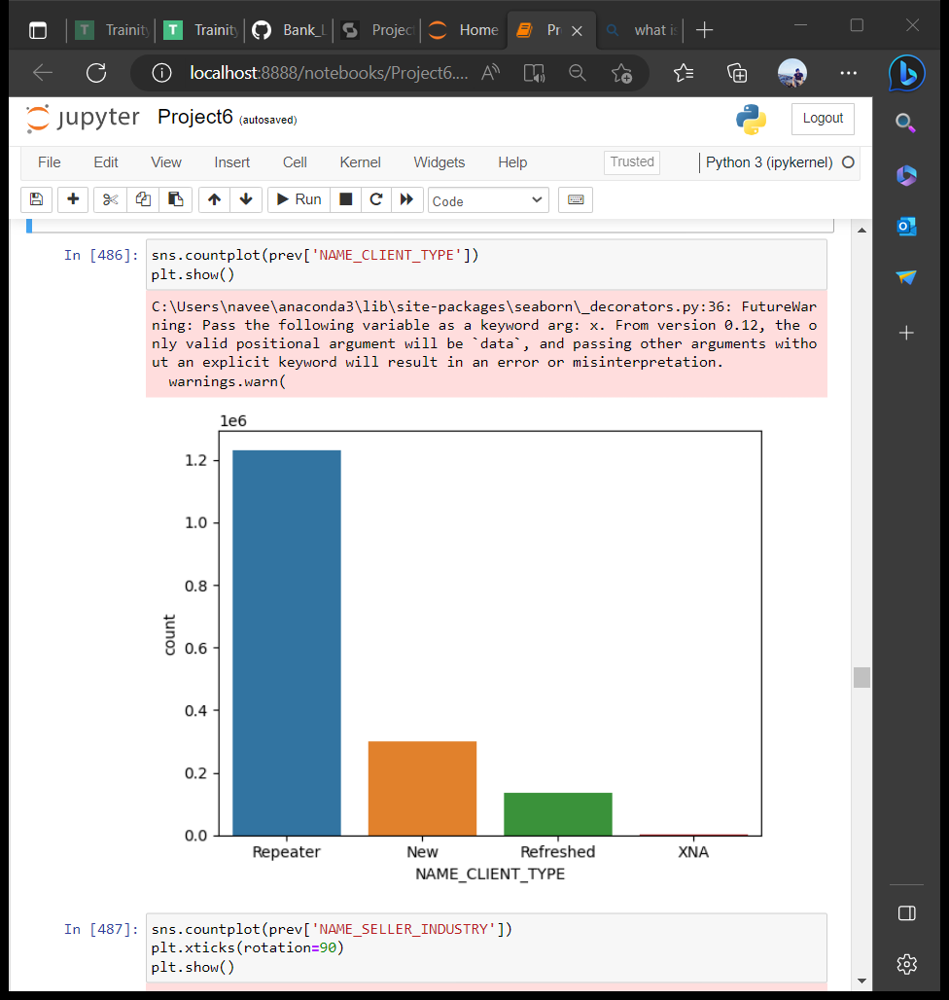 Trainity
Trainity
Bank_L
Project
Home
Pr
what is
localhost:8888/notebooks/Project6....
jupyter Project6 (autosaved)
Logout
File Edit View Insert Cell Kernel Widgets Help Trusted Python 3 (ipykernel)
Run Code
In [486]: sns.countplot(prev['NAME_CLIENT_TYPE'])
plt.show()
C:\Users\navee\anaconda3\lib\site-packages\seaborn\_decorators.py:36: FutureWar
ning: Pass the following variable as a keyword arg: x. From version 0.12, the o
nly valid positional argument will be `data`, and passing other arguments witho
ut an explicit keyword will result in an error or misinterpretation.
warnings.warn(
1e6
1.2
1.0
0.8
0.6
0.4
0.2
0.0
count
Repeater New Refreshed XNA
NAME_CLIENT_TYPE
In [487]: sns.countplot(prev['NAME_SELLER_INDUSTRY'])
plt.xticks(rotation=90)
plt.show()